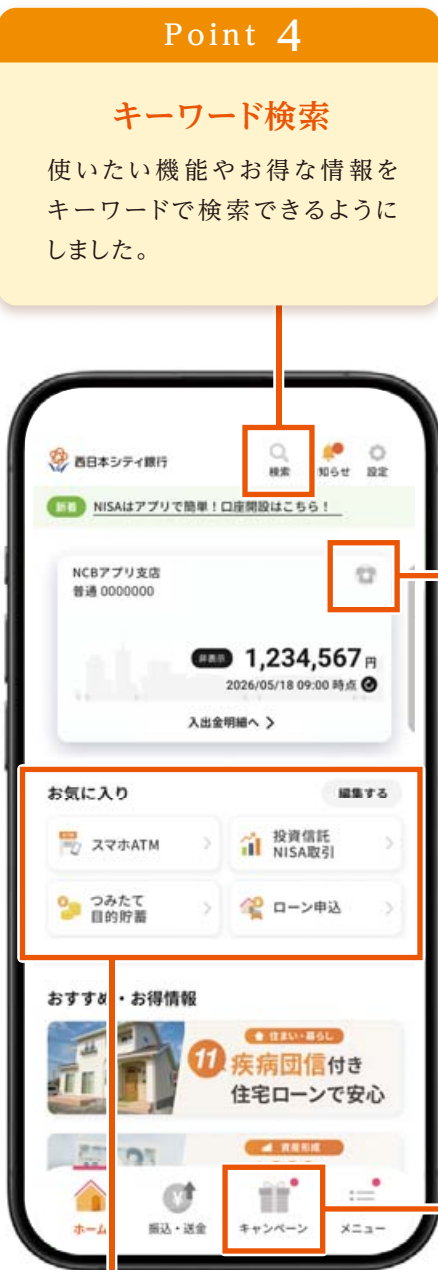 Point 4
キーワード検索
使いたい機能やお得な情報を
キーワードで検索できるように
しました。
西日本シティ銀行
検索
知らせ
設定
新着 NISAはアプリで簡単！口座開設はこちら！
NCBアプリ支店
普通 0000000
非表示 1,234,567 円
2026/05/18 09:00 時点
入出金明細へ
お気に入り
編集する
スマホATM
投資信託
NISA取引
つみたて
目的貯蓄
ローン申込
おすすめ・お得情報
住まい・暮らし
11疾病団信付き
住宅ローンで安心
資産形成
ホーム
振込・送金
キャンペーン
メニュー